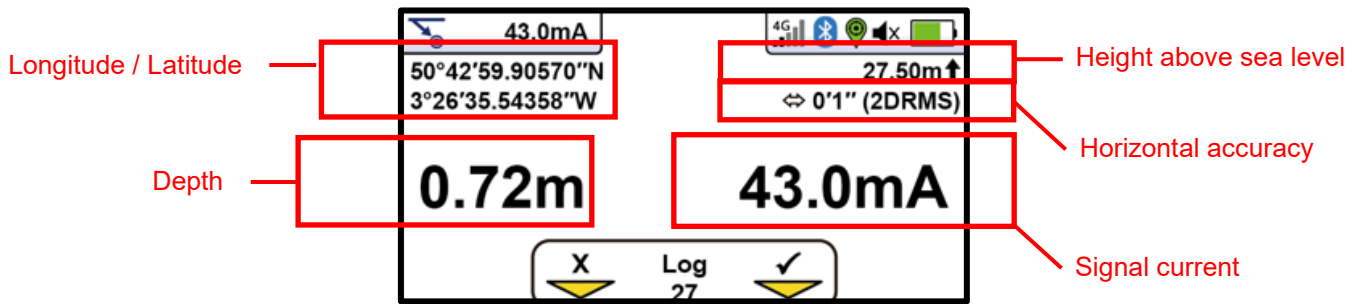 43.0mA 4G
Longitude / Latitude
50°42′59.90570″N
3°26′35.54358″W
27.50m↑
Height above sea level
⇔ 0′1″ (2DRMS)
Horizontal accuracy
Depth
0.72m
43.0mA
Signal current
X Log ✓
27